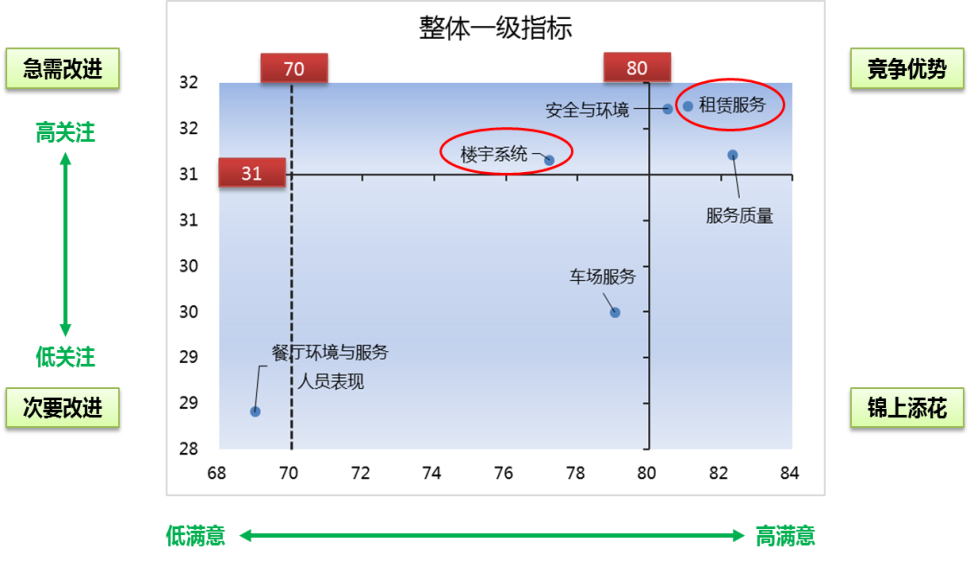 整体一级指标
急需改进
70
80
竞争优势
32
安全与环境
租赁服务
高关注
32
楼宇系统
31
31
服务质量
31
30
车场服务
30
低关注
29
餐厅环境与服务
人员表现
次要改进
29
锦上添花
28
68
70
72
74
76
78
80
82
84
低满意
高满意